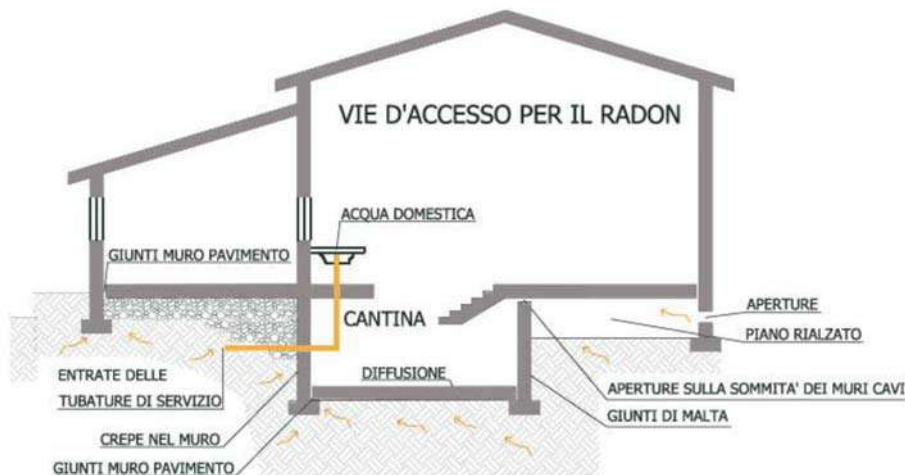 VIE D'ACCESSO PER IL RADON
ACQUA DOMESTICA
GIUNTI MURO PAVIMENTO
CANTINA
APERTURE
PIANO RIALZATO
ENTRATE DELLE
TUBATURE DI SERVIZIO
DIFFUSIONE
APERTURE SULLA SOMMITA' DEI MURI CAVI
GIUNTI DI MALTA
CREPE NEL MURO
GIUNTI MURO PAVIMENTO